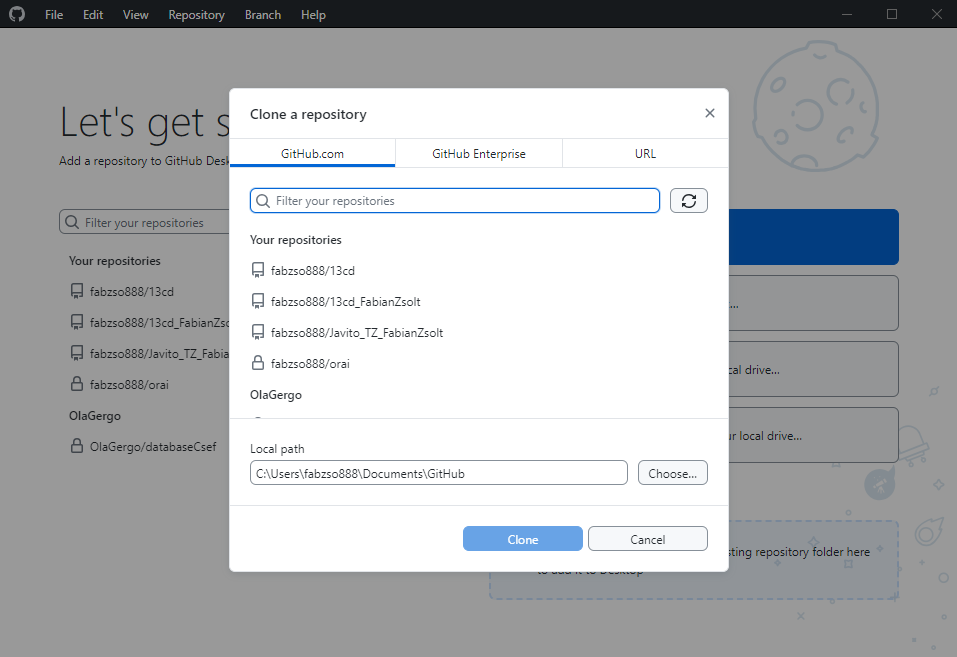 File Edit View Repository Branch Help
Let's get s
Add a repository to GitHub Desk
Filter your repositories
Your repositories
fabzso888/13cd
fabzso888/13cd_FabianZso
fabzso888/Javito_TZ_Fabia
fabzso888/orai
OlaGergo
OlaGergo/databaseCsef
Clone a repository
GitHub.com GitHub Enterprise URL
Filter your repositories
Your repositories
fabzso888/13cd
fabzso888/13cd_FabianZsolt
fabzso888/Javito_TZ_FabianZsolt
fabzso888/orai
OlaGergo
Local path
C:\Users\fabzso888\Documents\GitHub Choose...
Clone Cancel
...
cal drive...
ur local drive...
sting repository folder here
to add it to Desktop